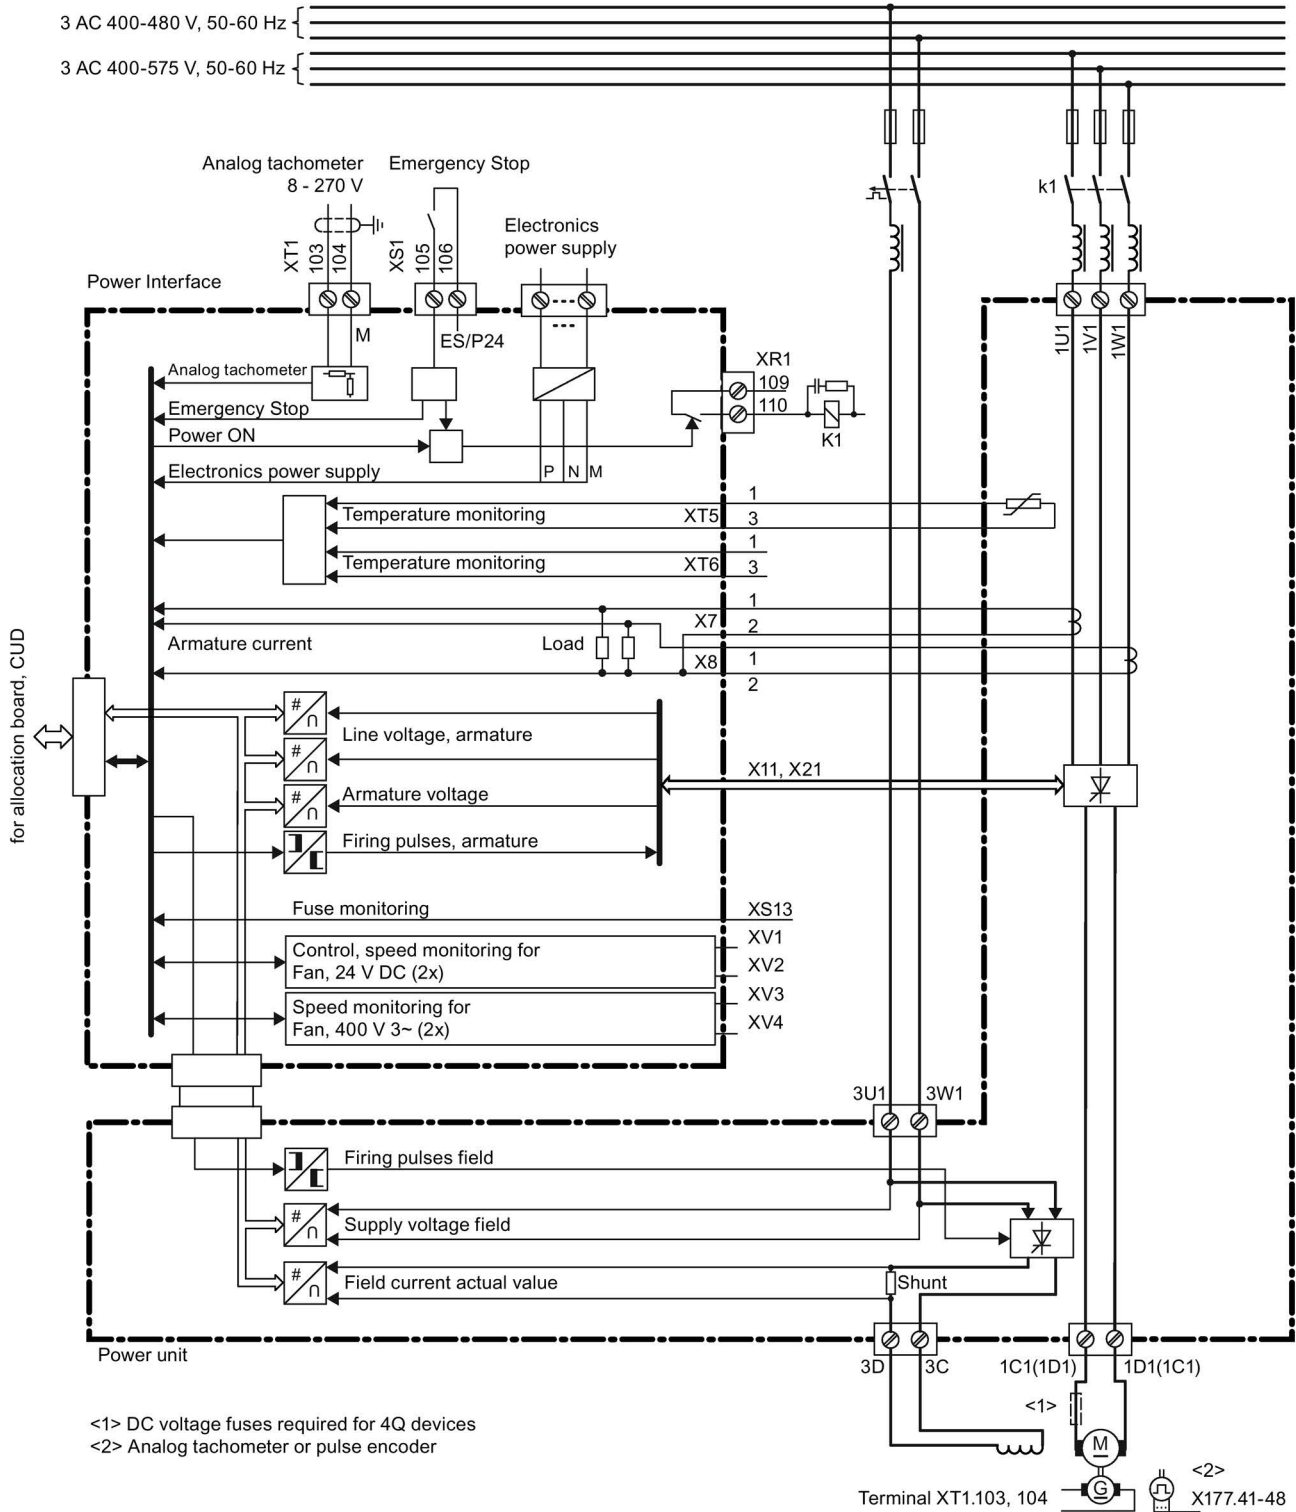 3 AC 400-480 V, 50-60 Hz
3 AC 400-575 V, 50-60 Hz
Analog tachometer
8 - 270 V
Emergency Stop
k1
Electronics
power supply
XT1
103
104
XS1
105
106
Power Interface
M
ES/P24
1U1
1V1
1W1
Analog tachometer
XR1
109
110
Emergency Stop
Power ON
K1
Electronics power supply
P
N
M
1
Temperature monitoring
XT5
3
1
Temperature monitoring
XT6
3
1
X7
2
Armature current
Load
X8
1
2
for allocation board, CUD
#
∩
Line voltage, armature
#
∩
X11, X21
#
∩
Armature voltage
Firing pulses, armature
Fuse monitoring
XS13
Control, speed monitoring for
Fan, 24 V DC (2x)
XV1
XV2
Speed monitoring for
Fan, 400 V 3~ (2x)
XV3
XV4
3U1
3W1
Firing pulses field
#
∩
Supply voltage field
#
∩
Field current actual value
Shunt
Power unit
3D
3C
1C1(1D1)
1D1(1C1)
<1>
<1> DC voltage fuses required for 4Q devices
<2> Analog tachometer or pulse encoder
M
G
<2>
Terminal XT1.103, 104
X177.41-48